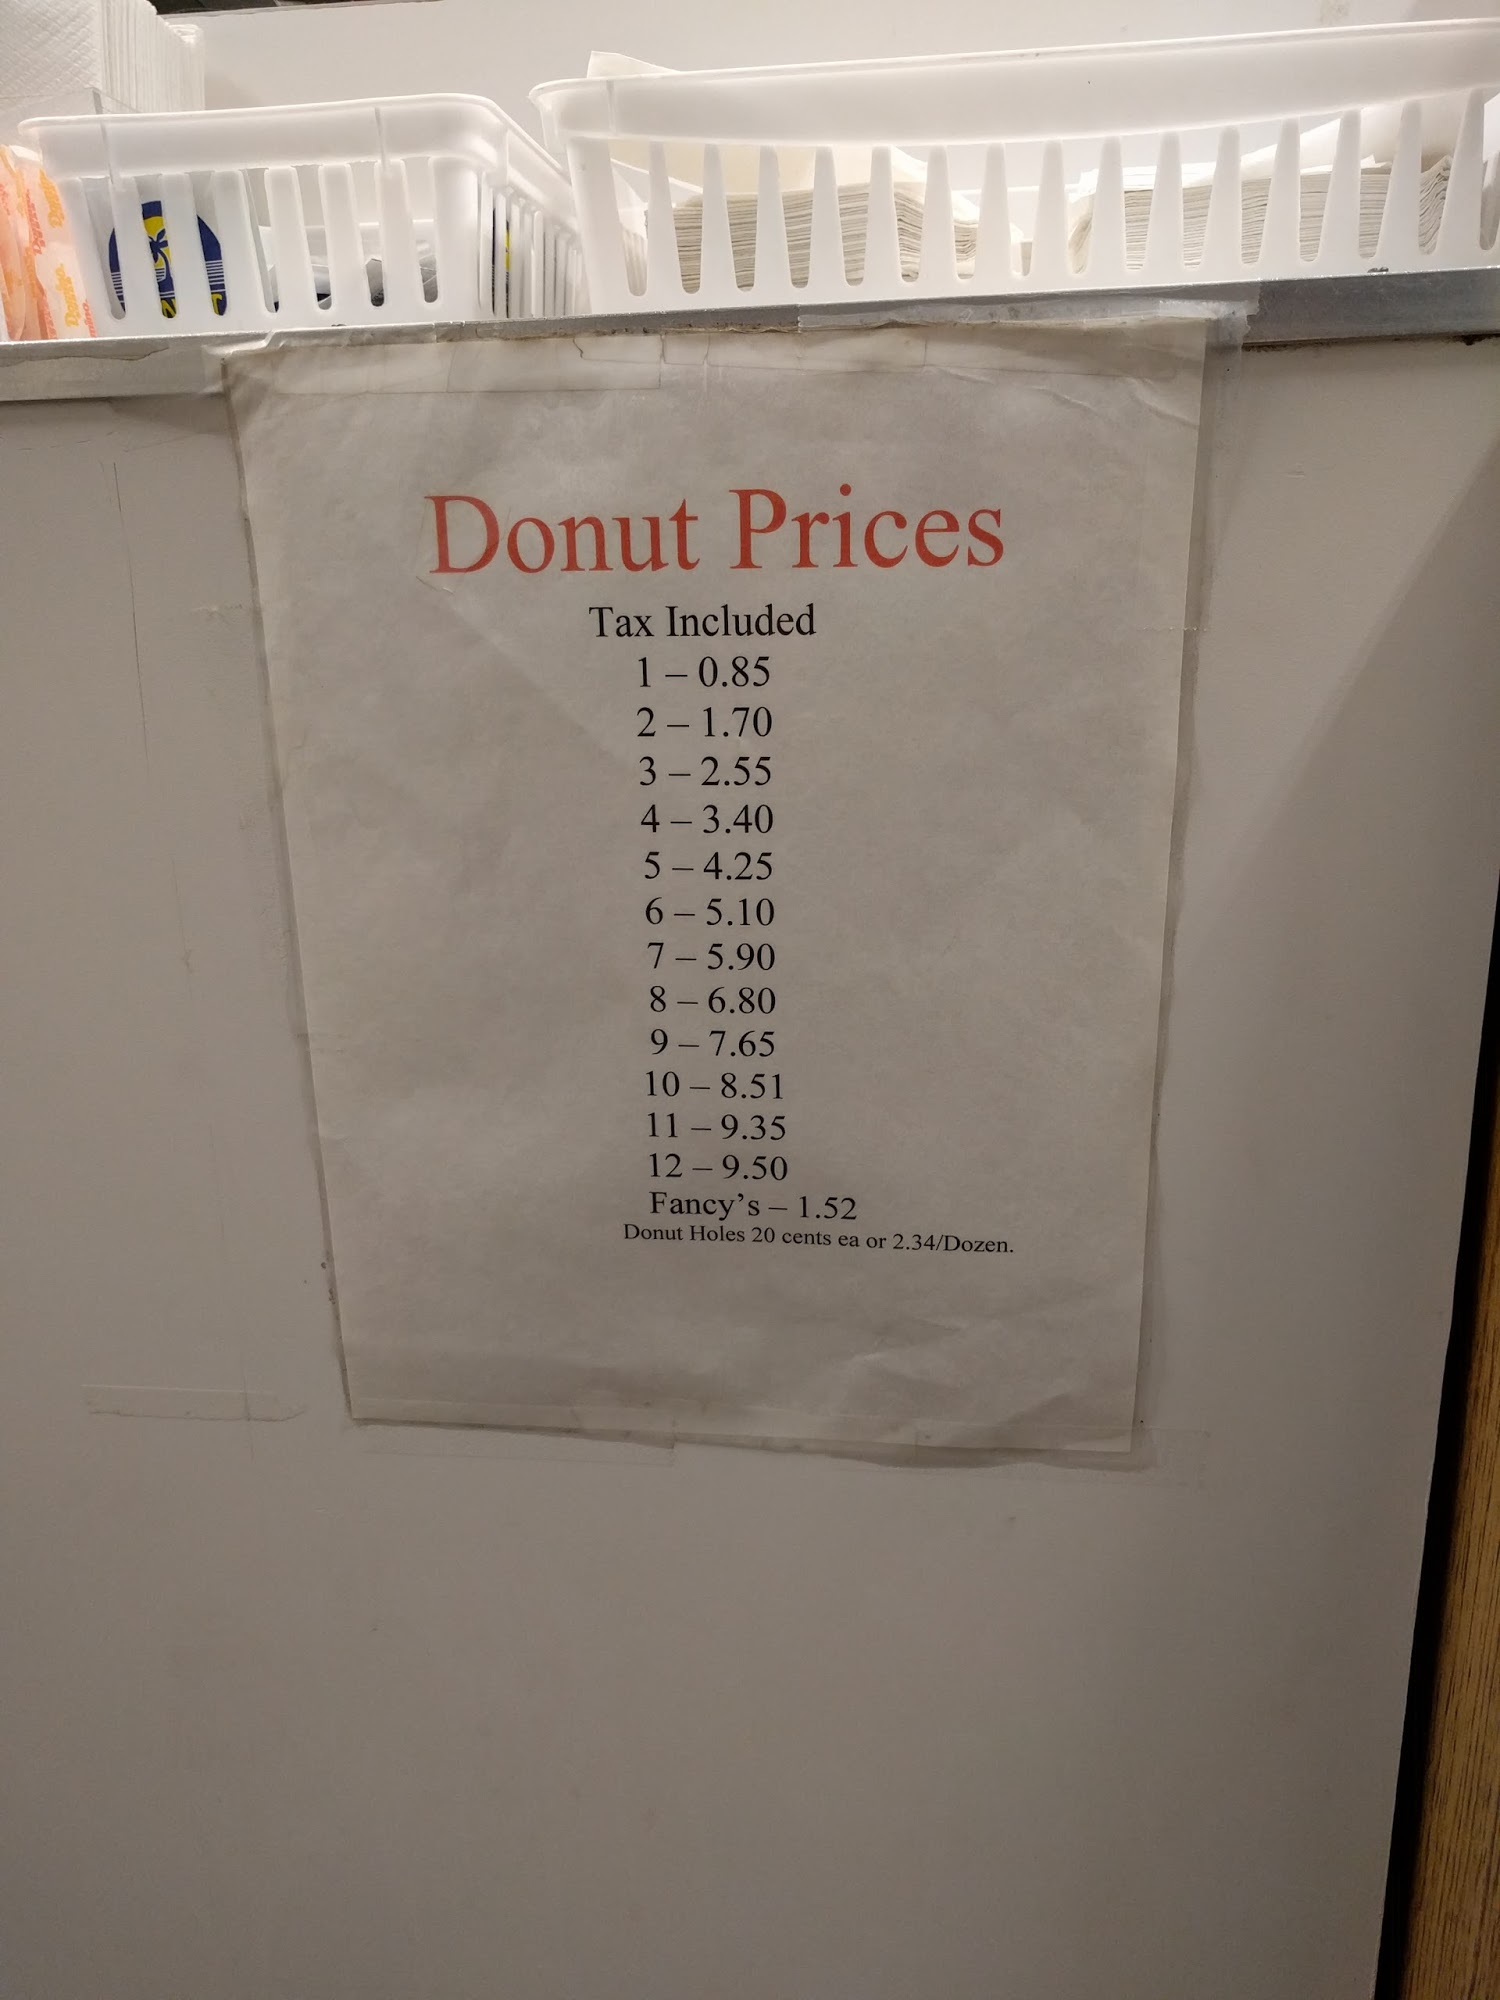 Donut Prices
Tax Included
1 – 0.85
2 – 1.70
3 – 2.55
4 – 3.40
5 – 4.25
6 – 5.10
7 – 5.90
8 – 6.80
9 – 7.65
10 – 8.51
11 – 9.35
12 – 9.50
Fancy's – 1.52
Donut Holes 20 cents ea or 2.34/Dozen.